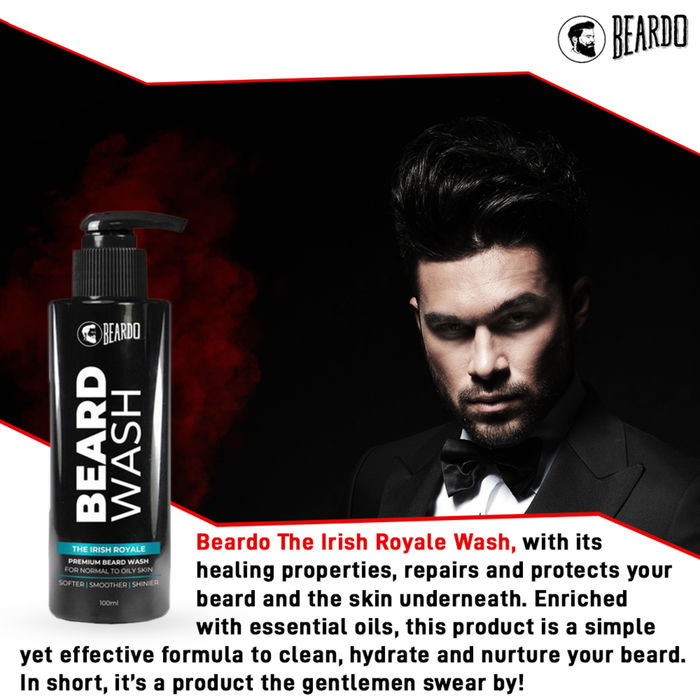 BEARDO
BEARDO
BEARD
WASH
THE IRISH ROYALE
PREMIUM BEARD WASH
FOR NORMAL TO OILY SKIN
SOFTER | SMOOTHER | SHINIER
100ml
Beardo The Irish Royale Wash, with its
healing properties, repairs and protects your
beard and the skin underneath. Enriched
with essential oils, this product is a simple
yet effective formula to clean, hydrate and nurture your beard.
In short, it's a product the gentlemen swear by!